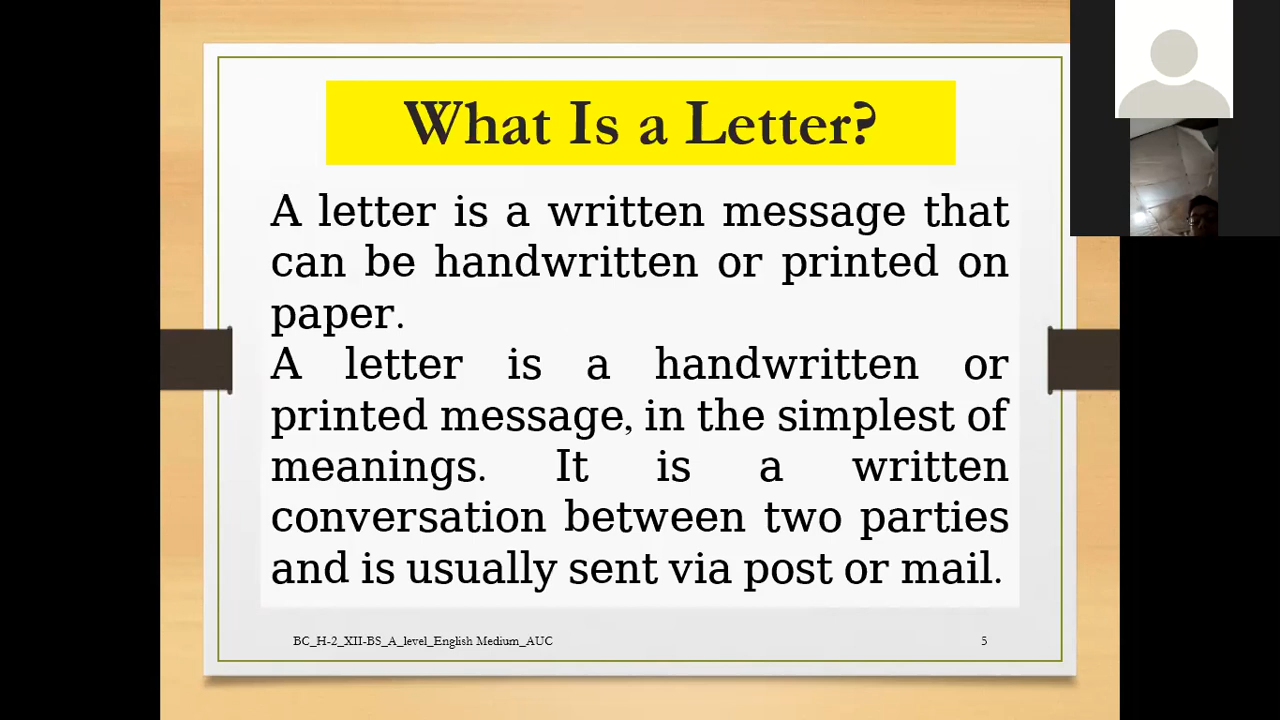 What Is a Letter?
A letter is a written message that
can be handwritten or printed on
paper.
A letter is a handwritten or
printed message, in the simplest of
meanings. It is a written
conversation between two parties
and is usually sent via post or mail.
BC_H-2_XII-BS_A_level_English Medium_AUC 5